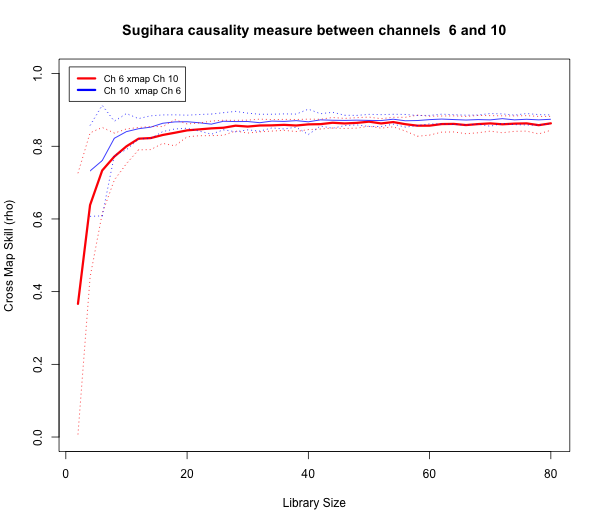 Sugihara causality measure between channels  6 and 10
Ch 6 xmap Ch 10
Ch 10  xmap Ch 6
Cross Map Skill (rho)
1.0
0.8
0.6
0.4
0.2
0.0
0 20 40 60 80
Library Size